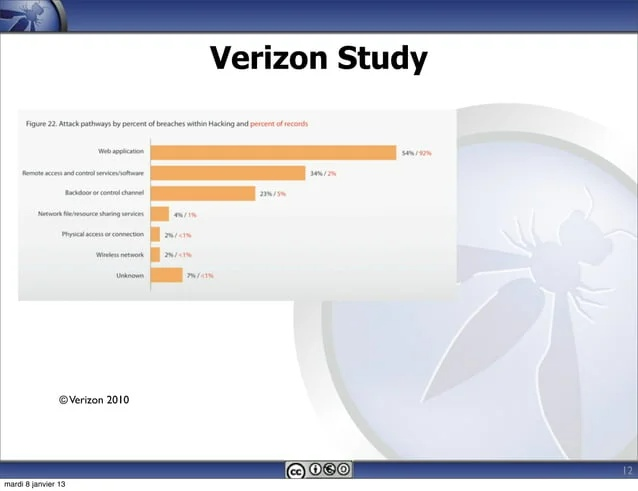 Verizon Study
Figure 22. Attack pathways by percent of breaches within Hacking and percent of records
Web application 54% / 92%
Remote access and control services/software 34% / 2%
Backdoor or control channel 23% / 5%
Network file/resource sharing services 4% / 1%
Physical access or connection 2% / <1%
Wireless network 2% / <1%
Unknown 7% / <1%
© Verizon 2010
cc
12
mardi 8 janvier 13